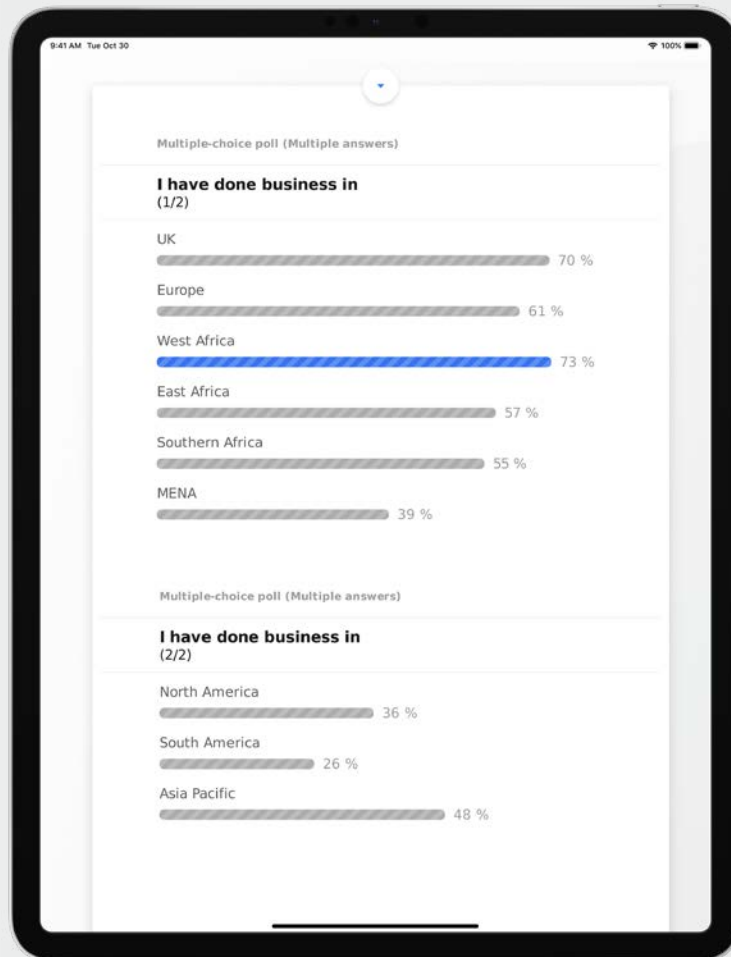 9:41 AM Tue Oct 30
100%
Multiple-choice poll (Multiple answers)
I have done business in
(1/2)
UK
70 %
Europe
61 %
West Africa
73 %
East Africa
57 %
Southern Africa
55 %
MENA
39 %
Multiple-choice poll (Multiple answers)
I have done business in
(2/2)
North America
36 %
South America
26 %
Asia Pacific
48 %